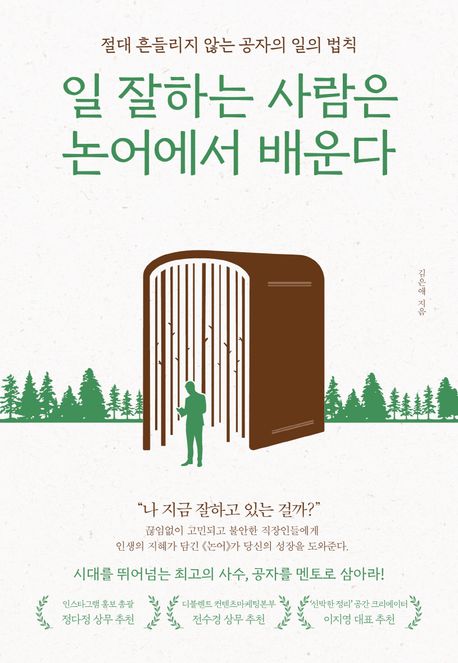 절대 흔들리지 않는 공자의 일의 법칙
일 잘하는 사람은
논어에서 배운다
김은애 지음
“나 지금 잘하고 있는 걸까?”
끊임없이 고민되고 불안한 직장인들에게
인생의 지혜가 담긴 《논어》가 당신의 성장을 도와준다.
시대를 뛰어넘는 최고의 사수, 공자를 멘토로 삼아라!
인스타그램 홍보 총괄
정다정 상무 추천
디블렌트 컨텐츠마케팅본부
전수경 상무 추천
‘신박한 정리’ 공간 크리에이터
이지영 대표 추천